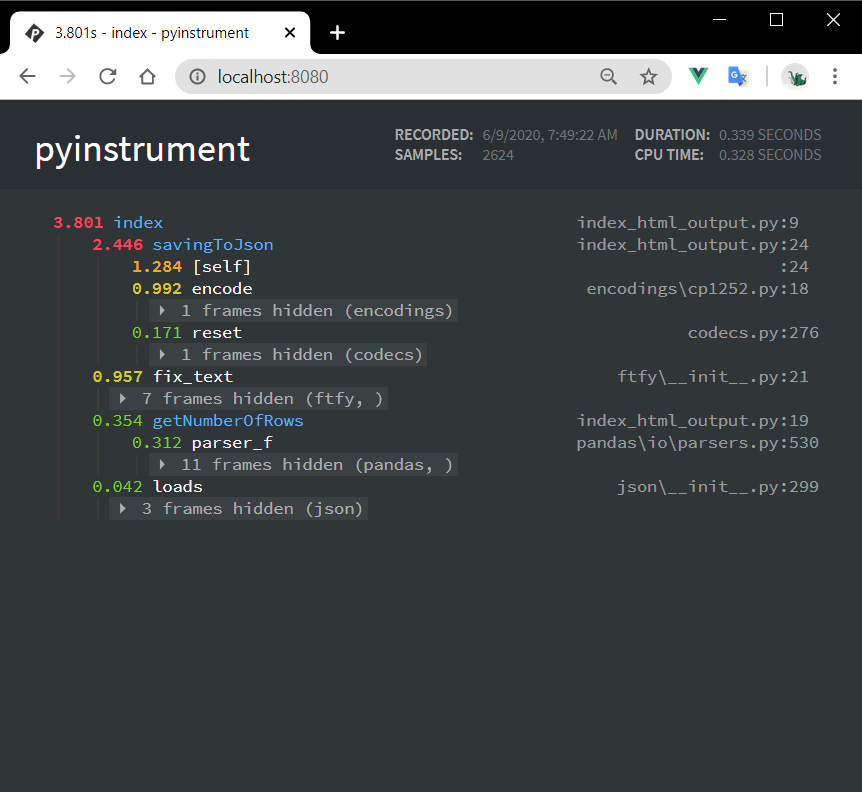 3.801s - index - pyinstrument
localhost:8080
pyinstrument
RECORDED: 6/9/2020, 7:49:22 AM DURATION: 0.339 SECONDS
SAMPLES: 2624 CPU TIME: 0.328 SECONDS
3.801 index index_html_output.py:9
2.446 savingToJson index_html_output.py:24
1.284 [self] :24
0.992 encode encodings\cp1252.py:18
1 frames hidden (encodings)
0.171 reset codecs.py:276
1 frames hidden (codecs)
0.957 fix_text ftfy\__init__.py:21
7 frames hidden (ftfy, )
0.354 getNumberOfRows index_html_output.py:19
0.312 parser_f pandas\io\parsers.py:530
11 frames hidden (pandas, )
0.042 loads json\__init__.py:299
3 frames hidden (json)